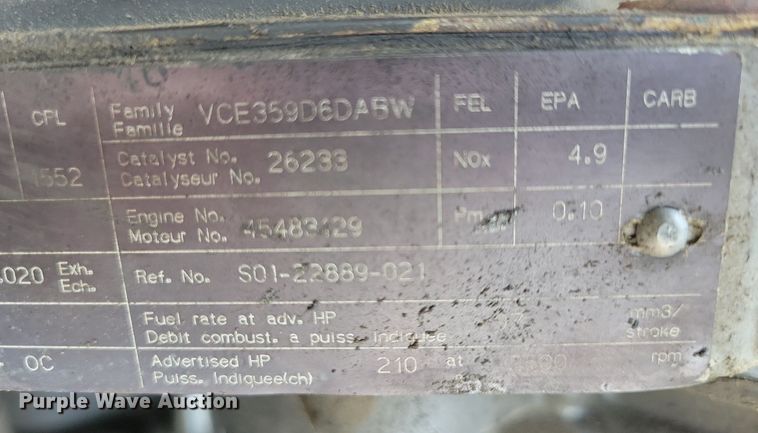 CPL Family VCE359D6DABW FEL EPA CARB
Famille
1552 Catalyst No. 26233 NOx 4.9
Catalyseur No.
Engine No. 45483429 Pm 0.10
Moteur No.
.020 Exh. Ref. No. S01-22889-021
Ech.
Fuel rate at adv. HP mm3/
Debit combust. a puiss. indiquee stroke
OC Advertised HP 210 at rpm
Puiss. Indiquee(ch)
Purple Wave Auction